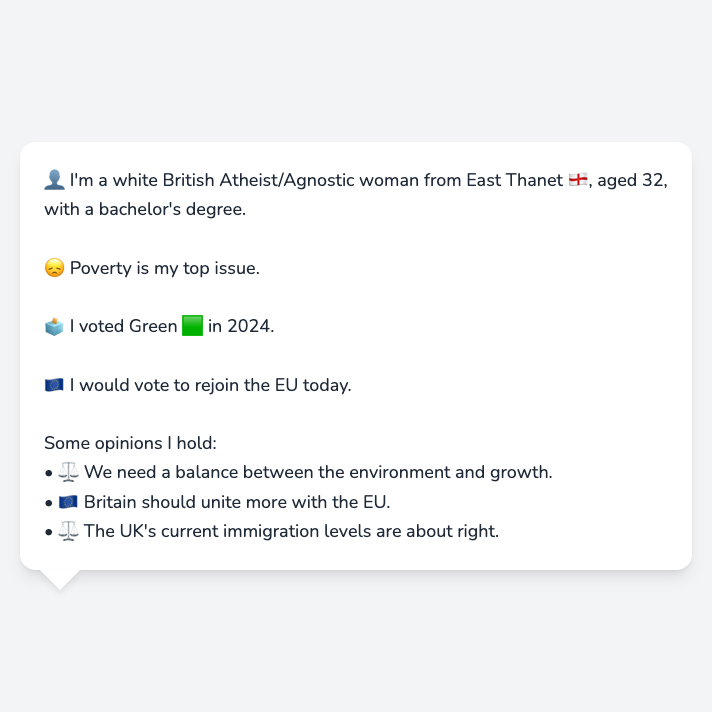 👤 I'm a white British Atheist/Agnostic woman from East Thanet 🏴󠁧󠁢󠁥󠁮󠁧󠁿, aged 32,
with a bachelor's degree.
😞 Poverty is my top issue.
🗳️ I voted Green 🟩 in 2024.
🇪🇺 I would vote to rejoin the EU today.
Some opinions I hold:
• ⚖️ We need a balance between the environment and growth.
• 🇪🇺 Britain should unite more with the EU.
• ⚖️ The UK's current immigration levels are about right.